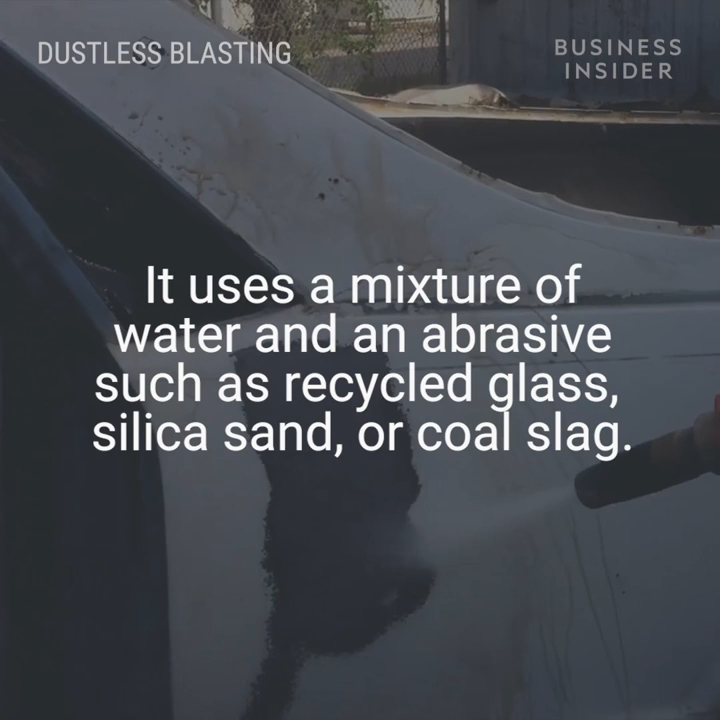 DUSTLESS BLASTING
BUSINESS
INSIDER
It uses a mixture of
water and an abrasive
such as recycled glass,
silica sand, or coal slag.